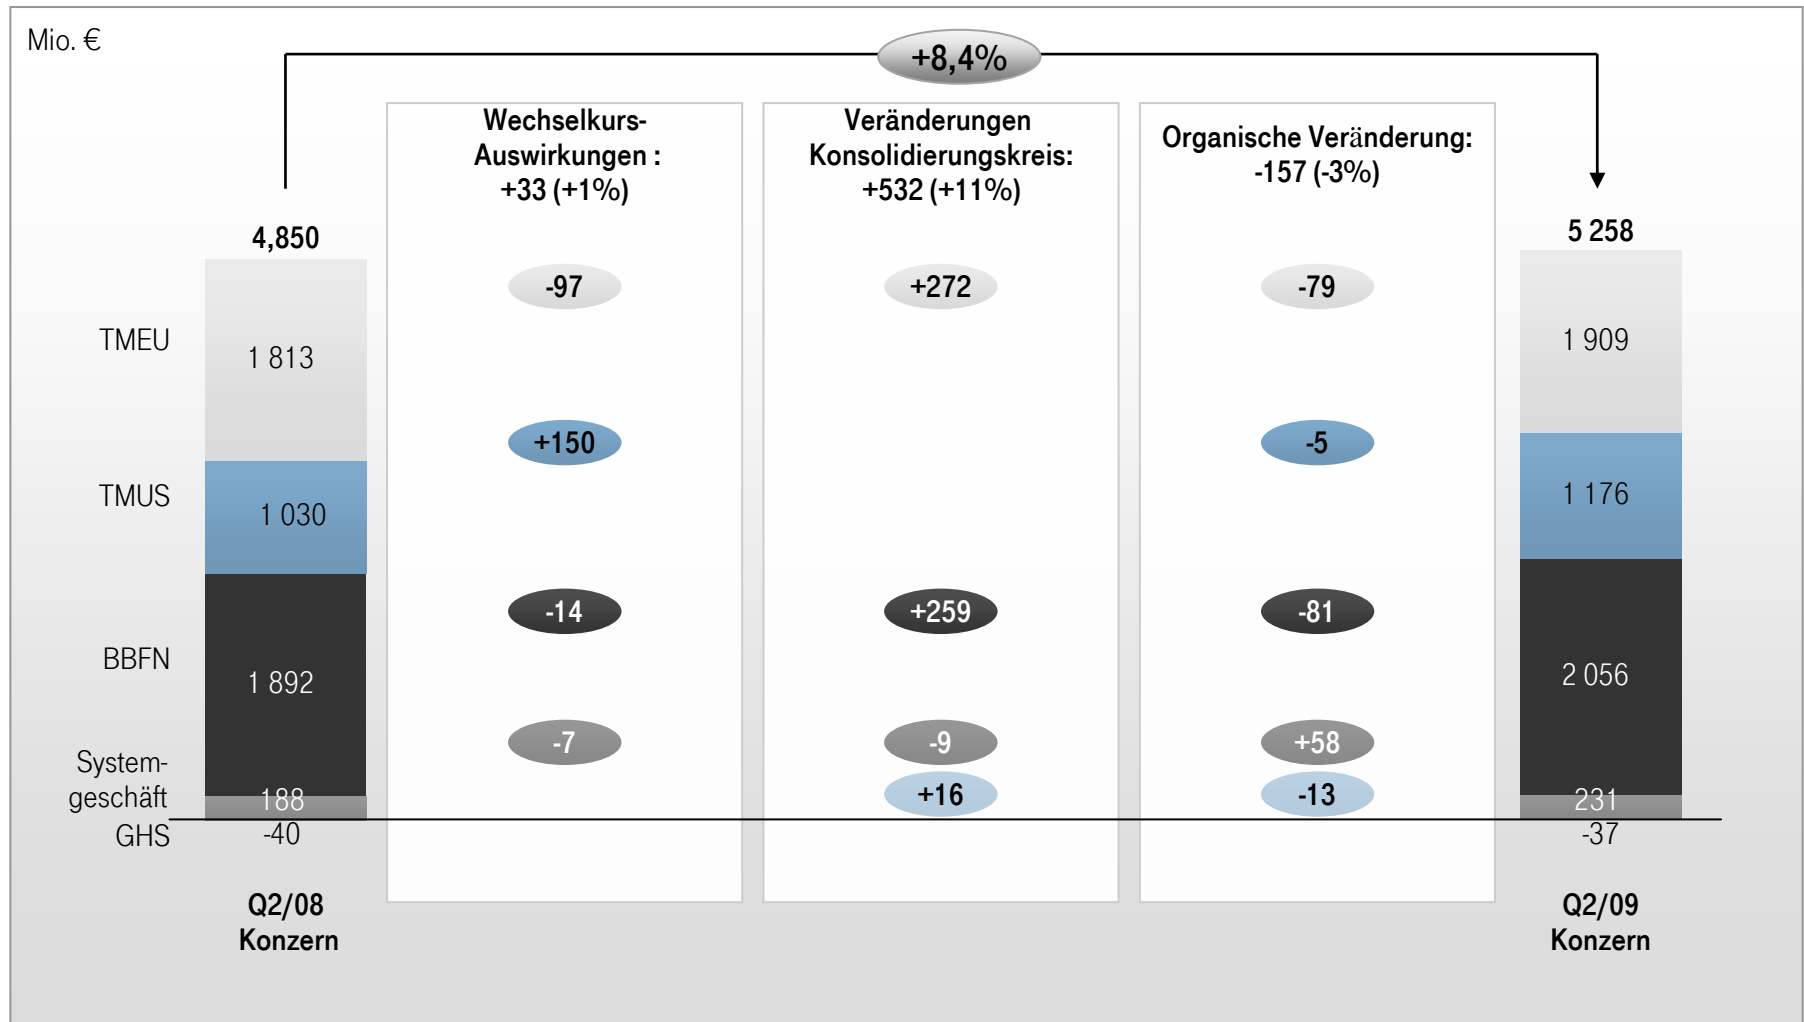 Mio. €
+8,4%
Wechselkurs-
Auswirkungen :
+33 (+1%)
Veränderungen
Konsolidierungskreis:
+532 (+11%)
Organische Veränderung:
-157 (-3%)
4,850
5 258
-97
+272
-79
TMEU
1 813
1 909
+150
-5
TMUS
1 030
1 176
-14
+259
-81
BBFN
1 892
2 056
-7
-9
+58
System-
geschäft
188
+16
-13
231
GHS
-40
-37
Q2/08
Konzern
Q2/09
Konzern